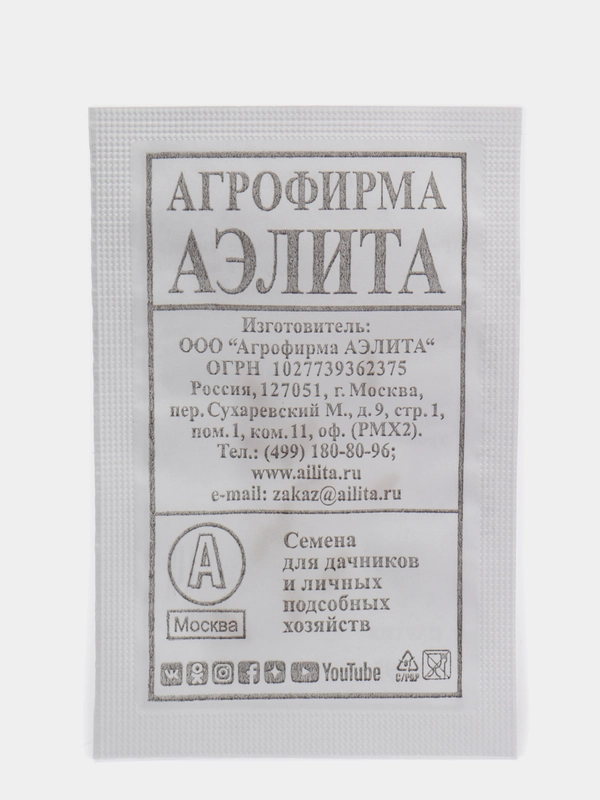 АГРОФИРМА
АЭЛИТА
Изготовитель:
ООО “Агрофирма АЭЛИТА“
ОГРН 1027739362375
Россия, 127051, г. Москва,
пер. Сухаревский М., д. 9, стр. 1,
пом. 1, ком. 11, оф. (РМХ2).
Тел.: (499) 180-80-96;
www.ailita.ru
e-mail: zakaz@ailita.ru
А
Москва
Семена
для дачников
и личных
подсобных
хозяйств
YouTube
C/PAP